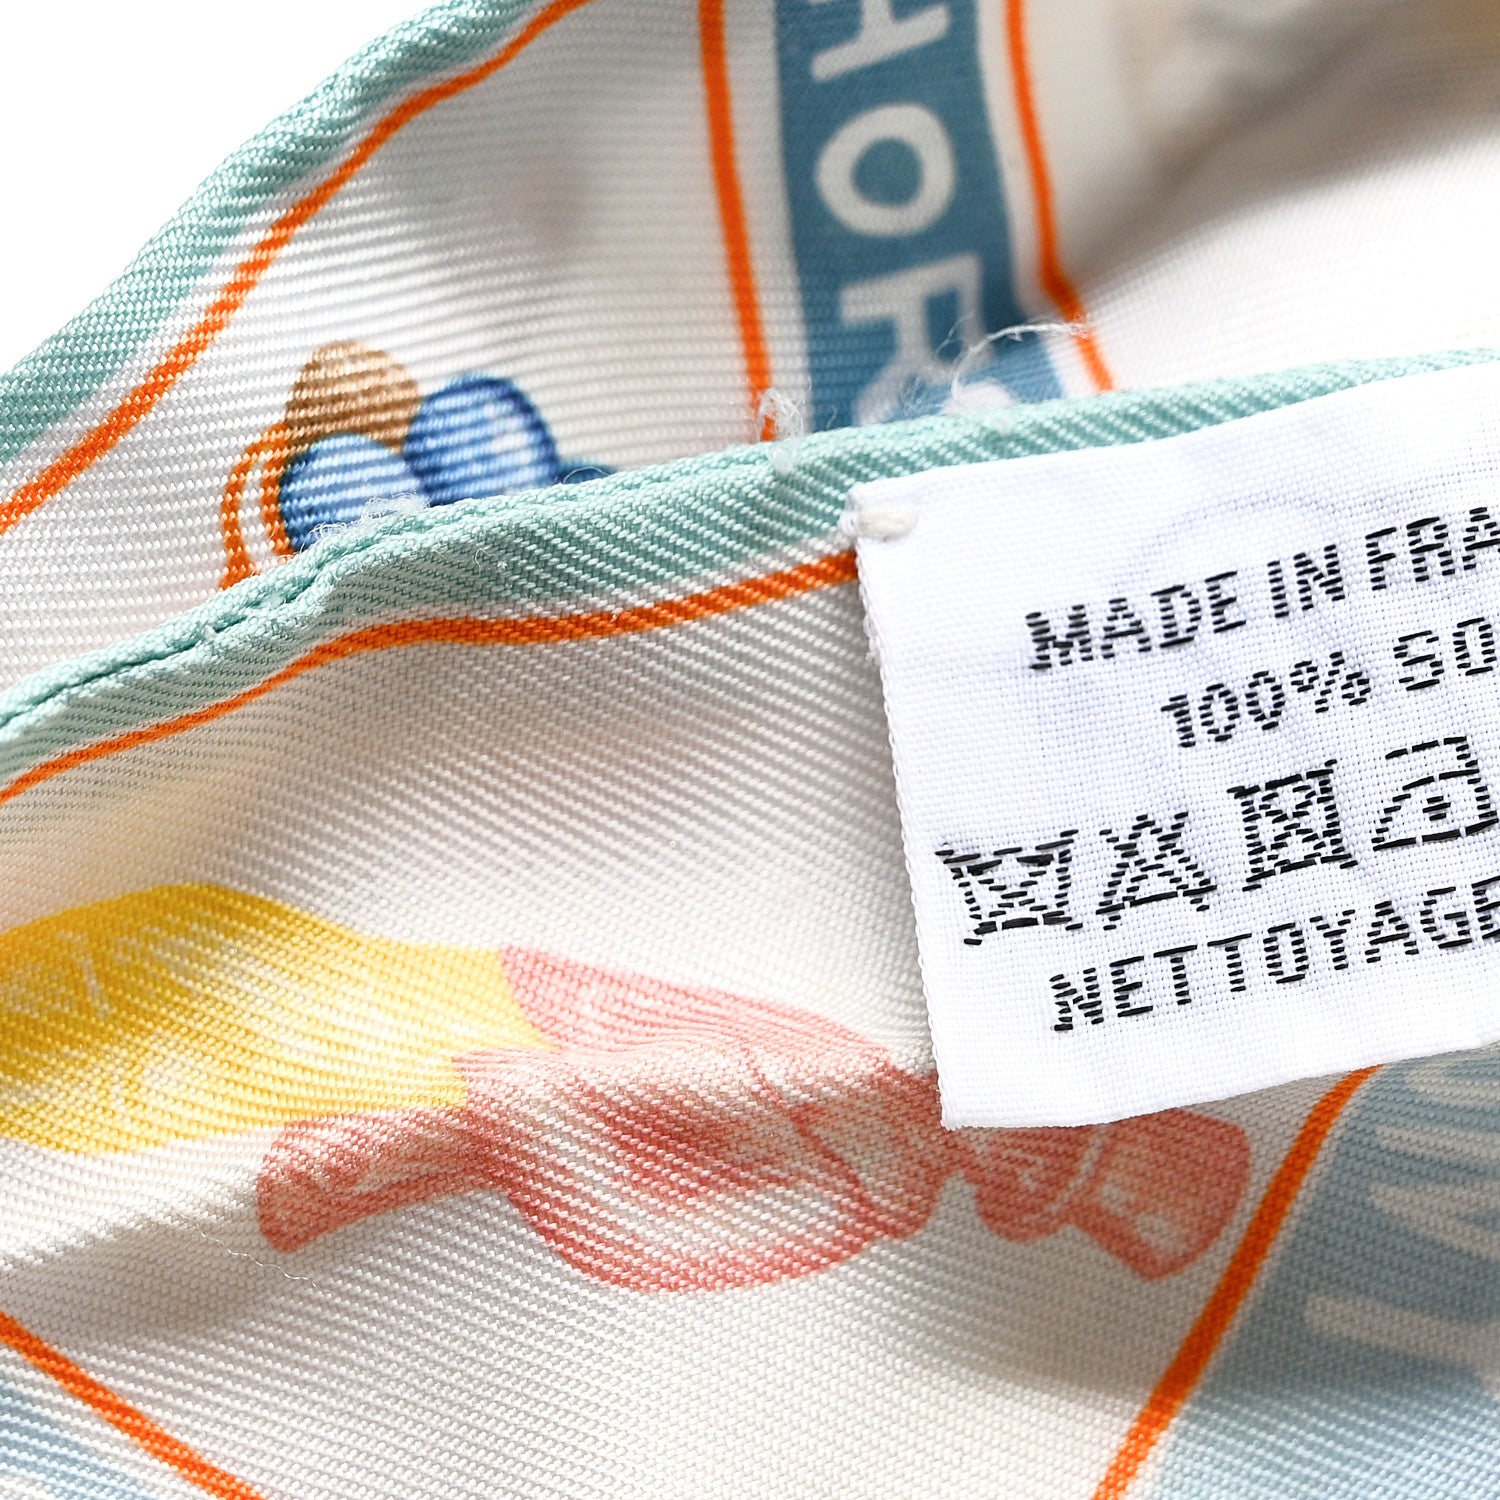 HOR
MADE IN FRA
100% SO
NETTOYAGE